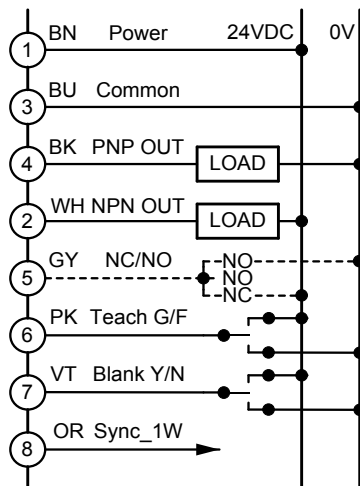 24VDC 0V
1 BN Power
3 BU Common
4 BK PNP OUT LOAD
2 WH NPN OUT LOAD
5 GY NC/NO NO
NO
NC
6 PK Teach G/F
7 VT Blank Y/N
8 OR Sync_1W